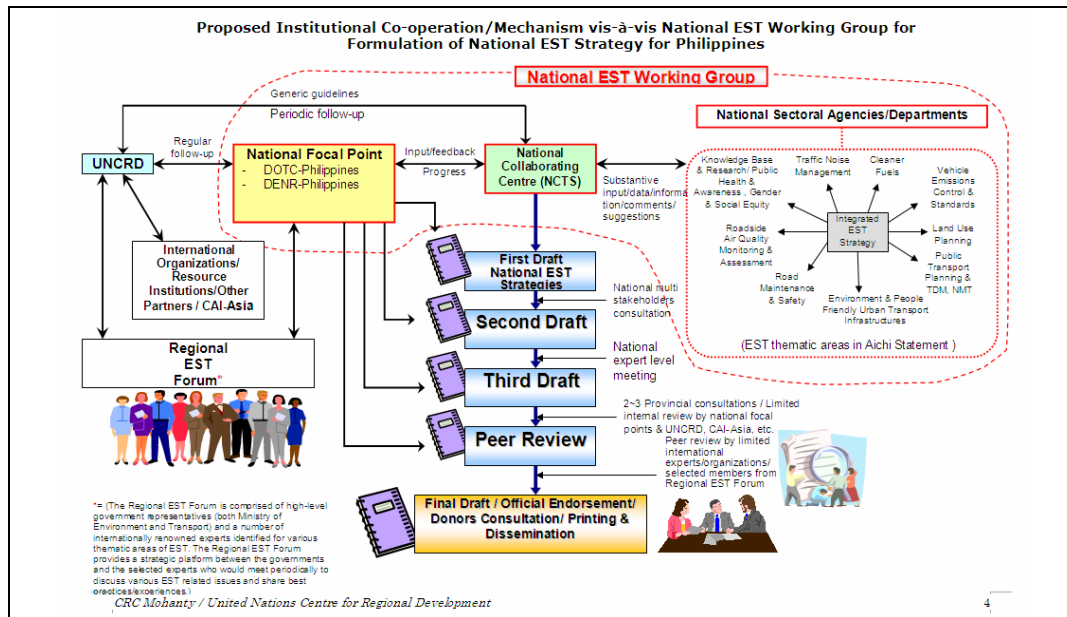 Proposed Institutional Co-operation/Mechanism vis-à-vis National EST Working Group for
Formulation of National EST Strategy for Philippines
National EST Working Group
Generic guidelines
Periodic follow-up
National Sectoral Agencies/Departments
UNCRD
Regular
follow-up
National Focal Point
- DOTC-Philippines
- DENR-Philippines
Input/feedback
Progress
National
Collaborating
Centre (NCTS)
Substantive
input/data/informa
tion/comments/
suggestions
Knowledge Base
& Research/ Public
Health &
Awareness , Gender
& Social Equity
Traffic Noise
Management
Cleaner
Fuels
Vehicle
Emissions
Control &
Standards
Integrated
EST
Strategy
Roadside
Air Quality
Monitoring &
Assessment
Land Use
Planning
Public
Transport
Planning &
TDM, NMT
Road
Maintenance
& Safety
Environment & People
Friendly Urban Transport
Infrastructures
(EST thematic areas in Aichi Statement )
International
Organizations/
Resource
Institutions/Other
Partners / CAI-Asia
First Draft
National EST
Strategies
National multi
stakeholders
consultation
Second Draft
National
expert level
meeting
Regional
EST
Forum*
Third Draft
2~3 Provincial consultations / Limited
internal review by national focal
points & UNCRD, CAI-Asia, etc.
Peer Review
Peer review by limited
international
experts/organizations/
selected members from
Regional EST Forum
Final Draft / Official Endorsement/
Donors Consultation/ Printing &
Dissemination
*= (The Regional EST Forum is comprised of high-level
government representatives (both Ministry of
Environment and Transport) and a number of
internationally renowned experts identified for various
thematic areas of EST. The Regional EST Forum
provides a strategic platform between the governments
and the selected experts who would meet periodically to
discuss various EST related issues and share best
practices/experiences.)
CRC Mohanty / United Nations Centre for Regional Development
4